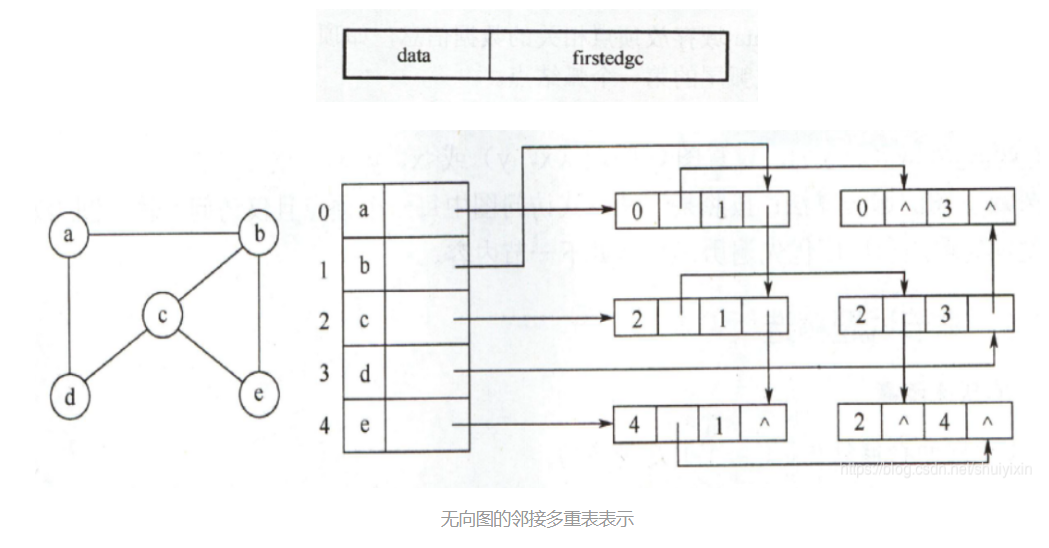 data firstedgc
0 a 0 1 0 ^ 3 ^
a b
1 b
c
2 c 2 1 2 3
3 d
d e
4 e 4 1 ^ 2 ^ 4 ^
https://blog.csdn.net/shuiyixin
无向图的邻接多重表表示